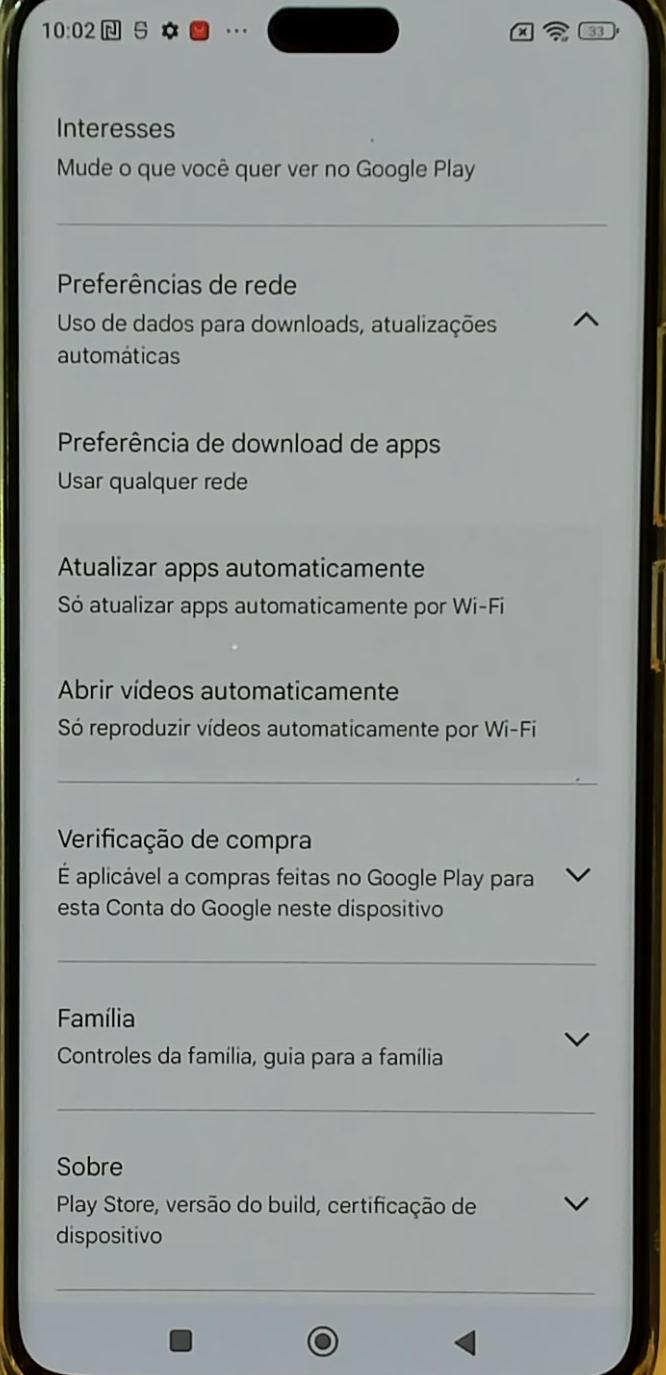 10:02
33
Interesses
Mude o que você quer ver no Google Play
Preferências de rede
Uso de dados para downloads, atualizações
automáticas
Preferência de download de apps
Usar qualquer rede
Atualizar apps automaticamente
Só atualizar apps automaticamente por Wi-Fi
Abrir vídeos automaticamente
Só reproduzir vídeos automaticamente por Wi-Fi
Verificação de compra
É aplicável a compras feitas no Google Play para
esta Conta do Google neste dispositivo
Família
Controles da família, guia para a família
Sobre
Play Store, versão do build, certificação de
dispositivo